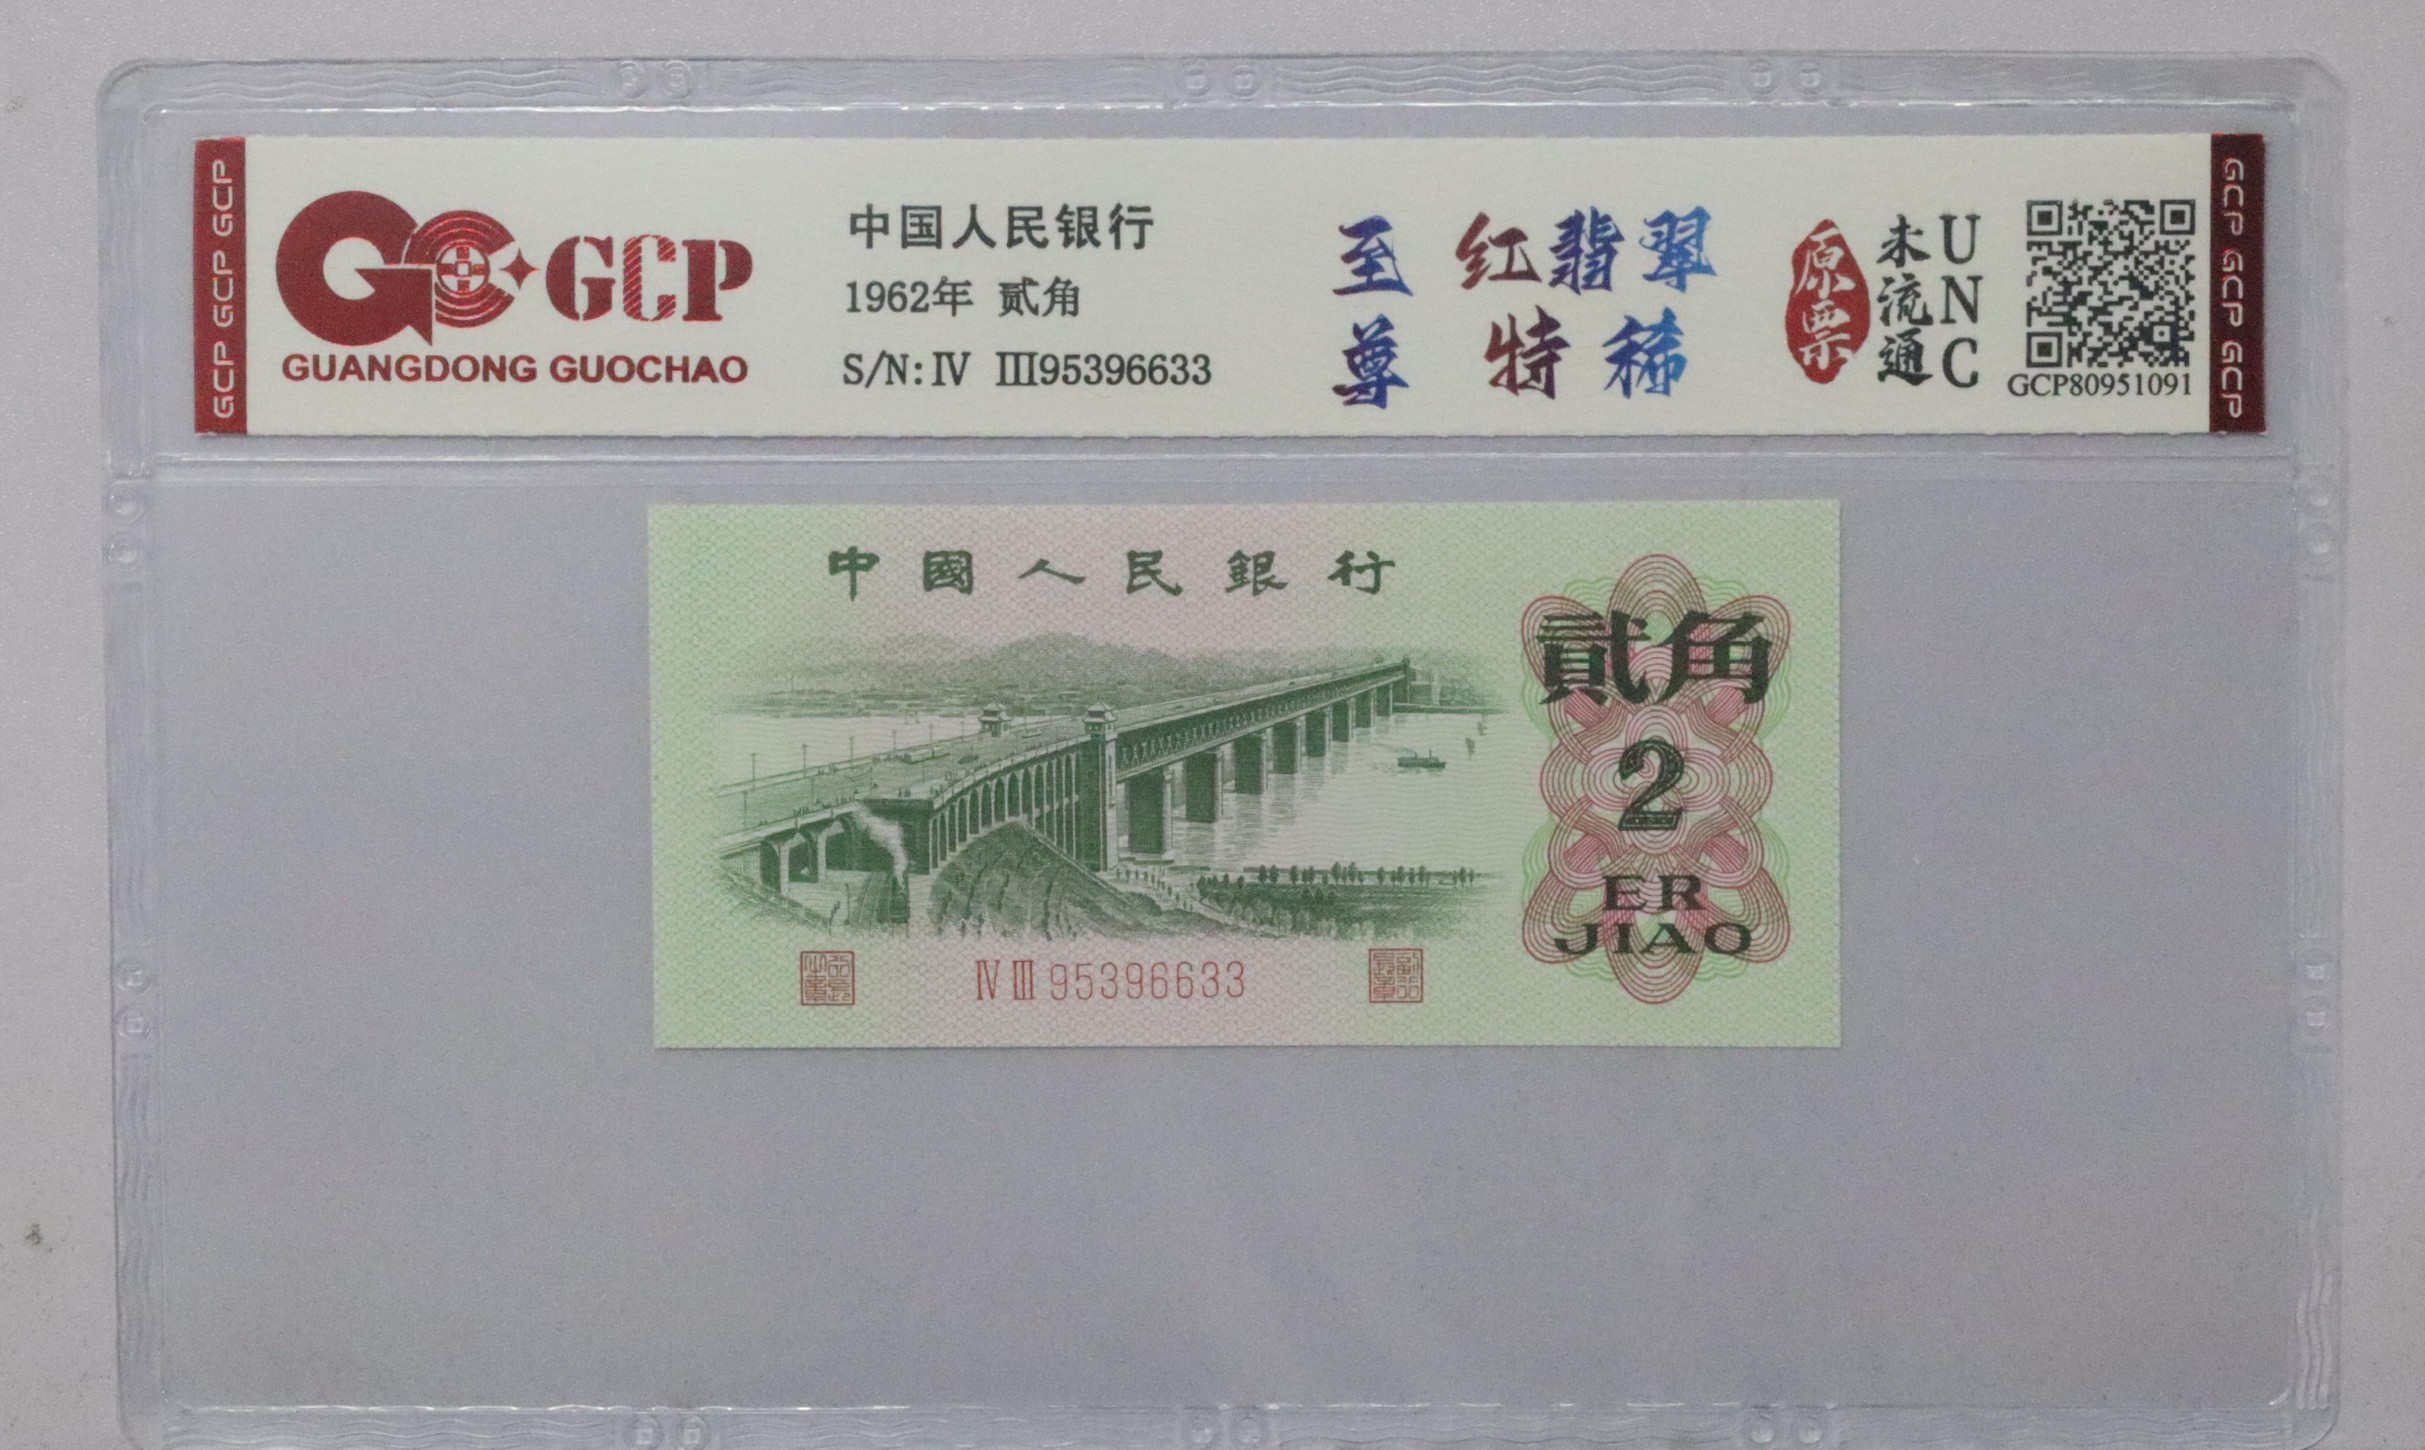 GCP GCP GCP
GCP
GUANGDONG GUOCHAO
中国人民银行
1962年 贰角
S/N: Ⅳ Ⅲ95396633
至尊
红翡翠
特稀
原票
未流通
UNC
GCP80951091
GCP GCP GCP
中國人民銀行
貳角
2
ER
JIAO
Ⅳ Ⅲ 95396633